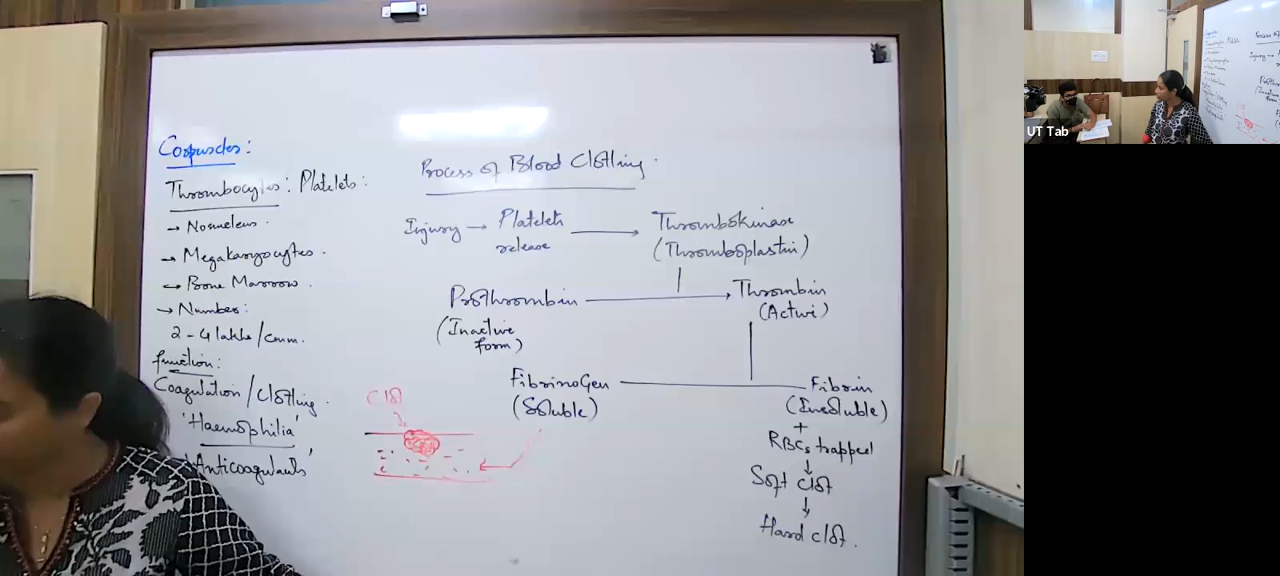 Corpuscles:
Thrombocytes: Platelets:
→ Nonucleus.
→ Megakaryocytes.
→ Bone Marrow.
→ Number:
2-4 lakhs/cmm.
function:
Coagulation/Clotting.
'Haemophilia'
'Anticoagulants'
Process of Blood Clotting.
Injury → Platelets release → Thrombokinase
(Thromboplastin)
Prothrombin → Thrombin
(Inactive form)
(Active)
FibrinoGen Fibrin
(Soluble) (Insoluble)
+
RBCs trapped
↓
Soft clot
↓
Hard clot.
Clot
UT Tab